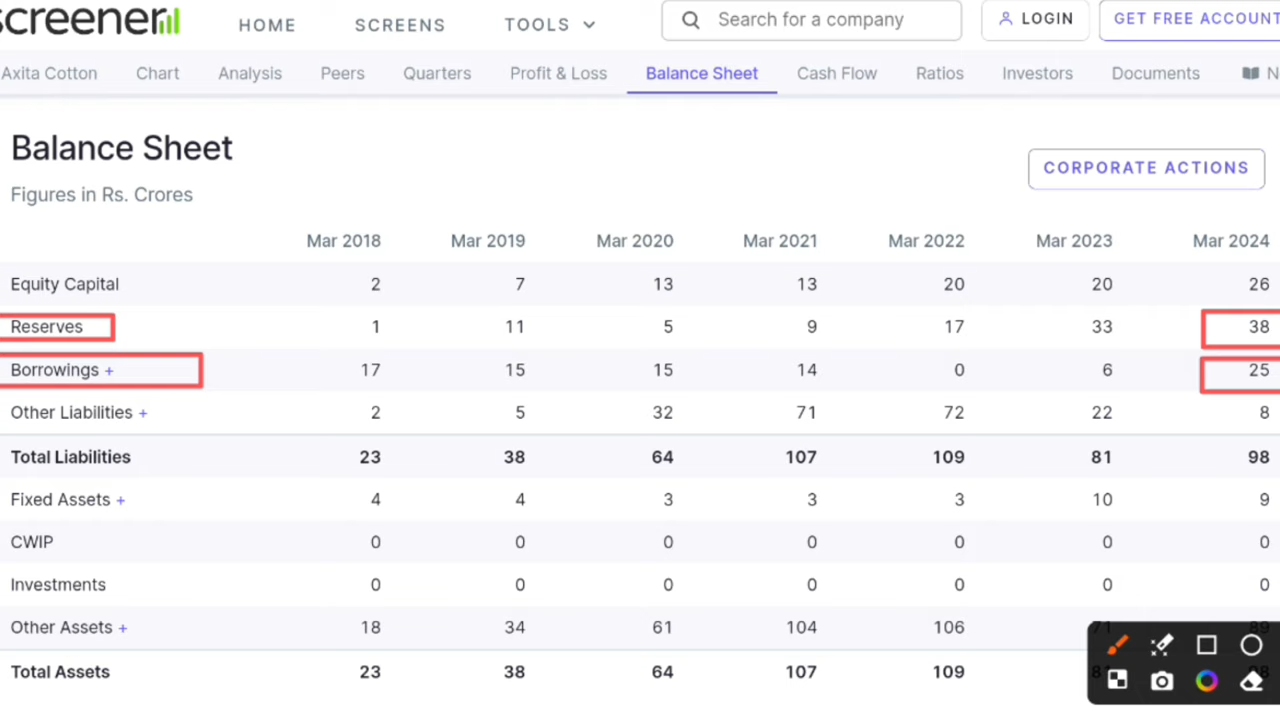 screener
HOME SCREENS TOOLS Search for a company LOGIN GET FREE ACCOUNT
Axita Cotton Chart Analysis Peers Quarters Profit & Loss Balance Sheet Cash Flow Ratios Investors Documents N
Balance Sheet
CORPORATE ACTIONS
Figures in Rs. Crores
Mar 2018 Mar 2019 Mar 2020 Mar 2021 Mar 2022 Mar 2023 Mar 2024
Equity Capital 2 7 13 13 20 20 26
Reserves 1 11 5 9 17 33 38
Borrowings + 17 15 15 14 0 6 25
Other Liabilities + 2 5 32 71 72 22 8
Total Liabilities 23 38 64 107 109 81 98
Fixed Assets + 4 4 3 3 3 10 9
CWIP 0 0 0 0 0 0 0
Investments 0 0 0 0 0 0 0
Other Assets + 18 34 61 104 106 71 89
Total Assets 23 38 64 107 109 81 98